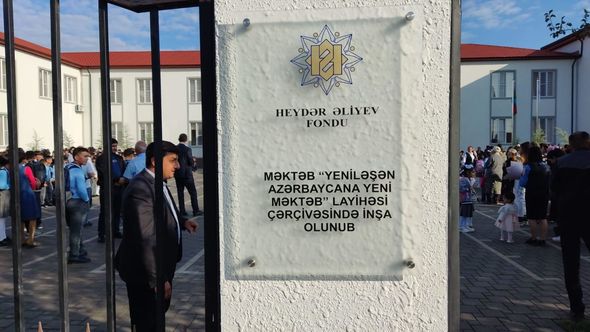 HEYDƏR ƏLİYEV
FONDU
MƏKTƏB “YENİLƏŞƏN
AZƏRBAYCANA YENİ
MƏKTƏB” LAYİHƏSİ
ÇƏRÇİVƏSİNDƏ İNŞA
OLUNUB